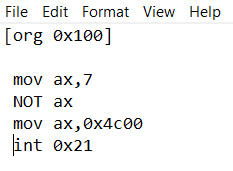 File Edit Format View Help
[org 0x100]
mov ax,7
NOT ax
mov ax,0x4c00
int 0x21